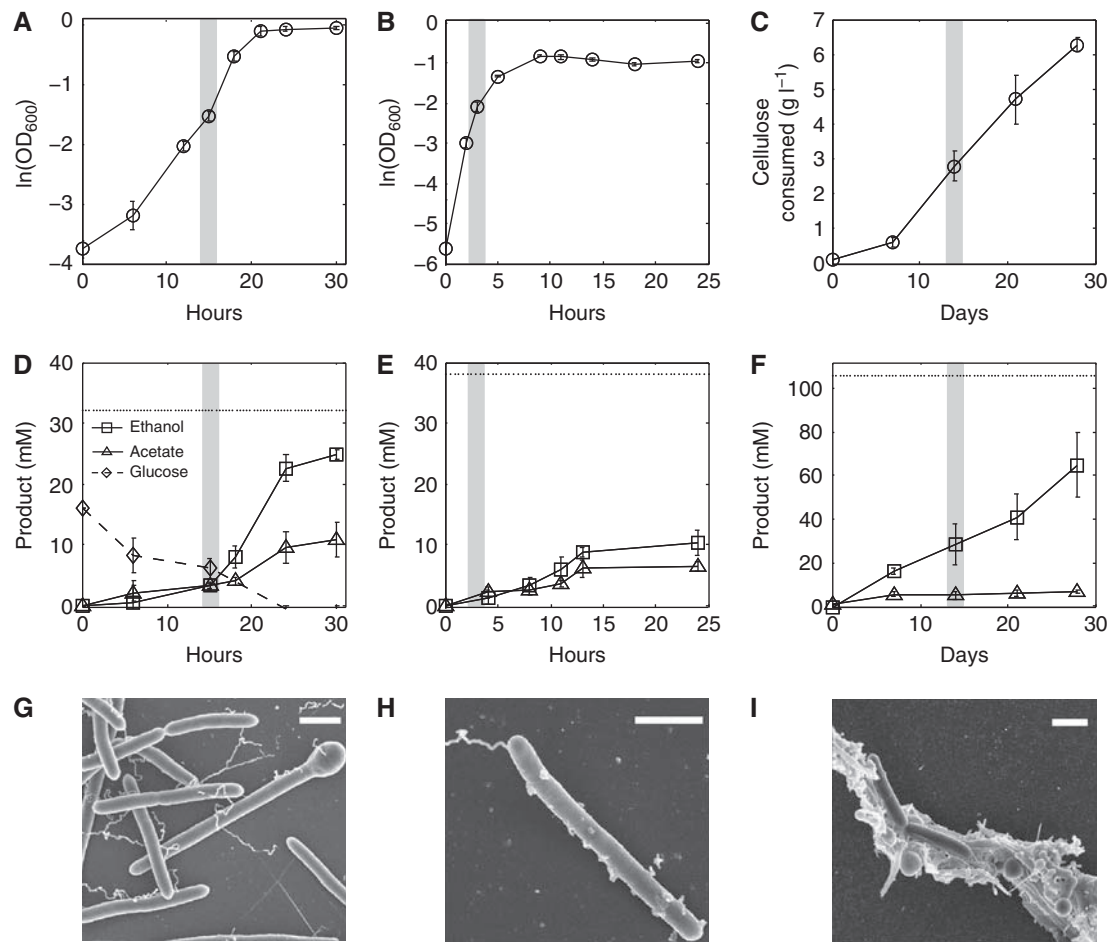 A
B
C
0
−1
−2
−3
−4
ln(OD600)
0 10 20 30
Hours
0
−1
−2
−3
−4
−5
−6
ln(OD600)
0 5 10 15 20 25
Hours
7
6
5
4
3
2
1
0
Cellulose
consumed (g l−1)
0 10 20 30
Days
D
E
F
40
30
20
10
0
Product (mM)
Ethanol
Acetate
Glucose
0 10 20 30
Hours
40
30
20
10
0
Product (mM)
0 5 10 15 20 25
Hours
100
80
60
40
20
0
Product (mM)
0 10 20 30
Days
G
H
I